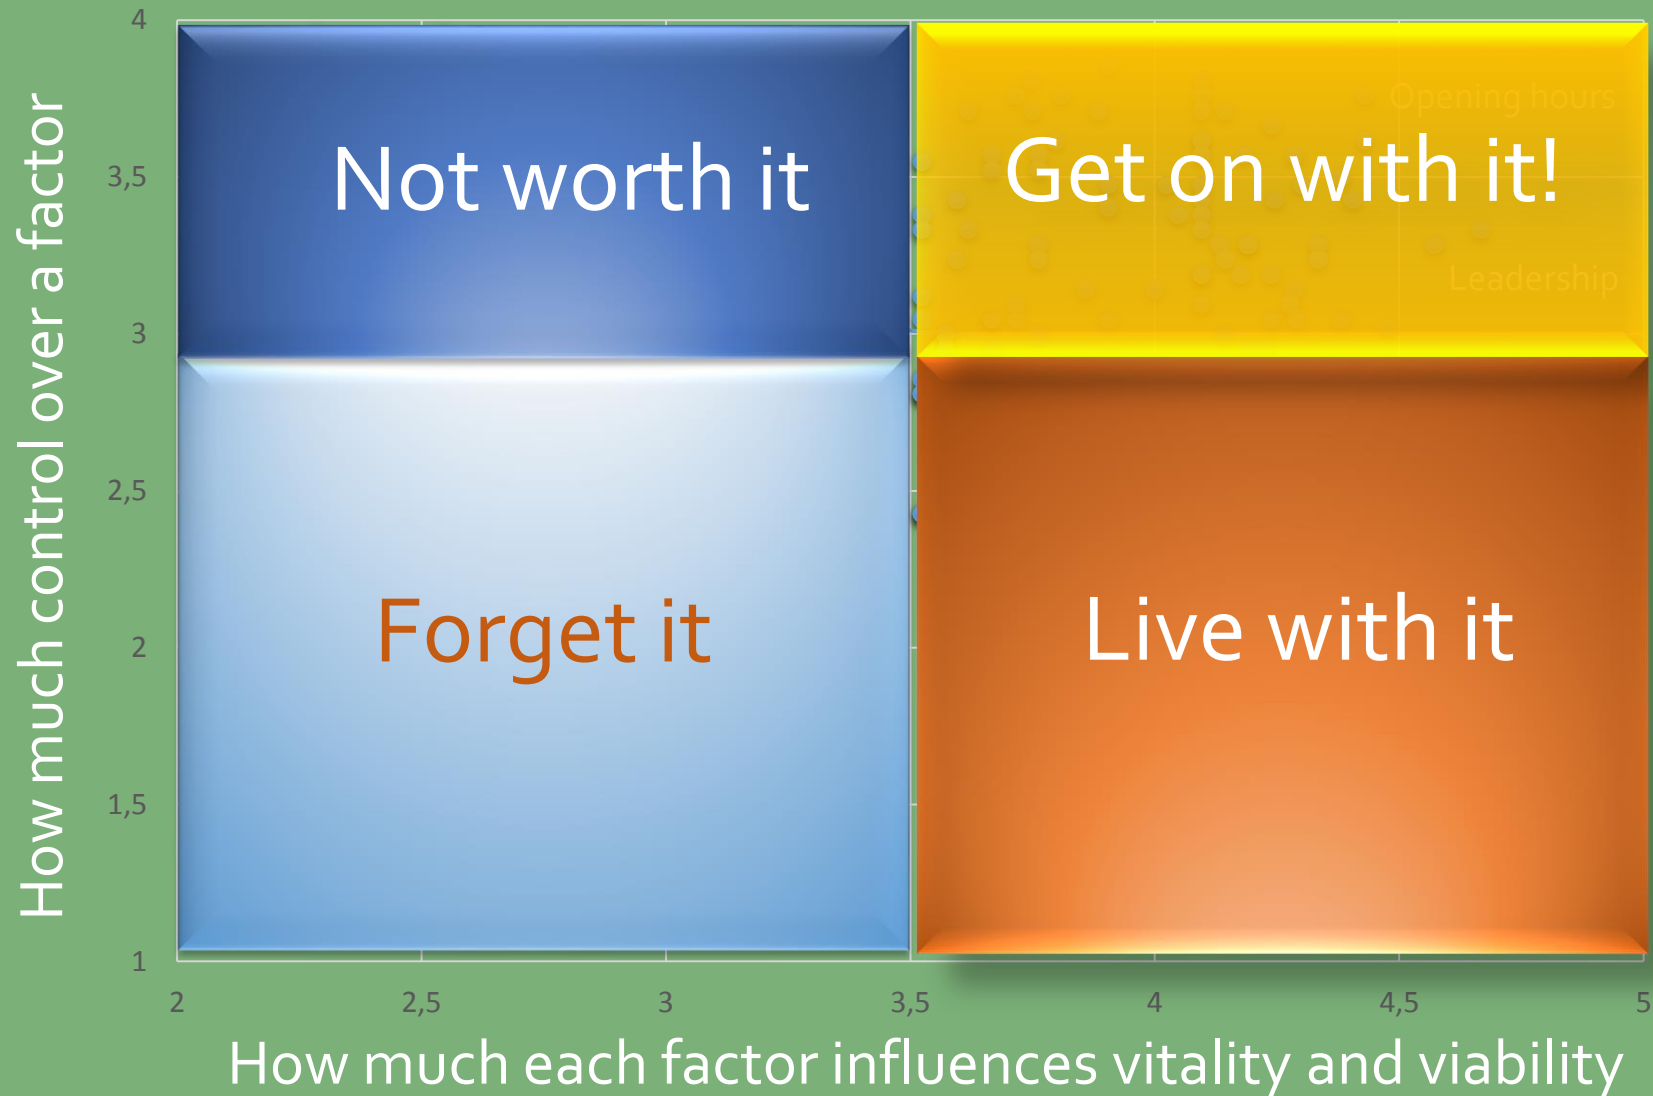 How much control over a factor
4
3,5
3
2,5
2
1,5
1
Not worth it
Opening hours
Get on with it!
Leadership
Forget it
Live with it
2
2,5
3
3,5
4
4,5
5
How much each factor influences vitality and viability